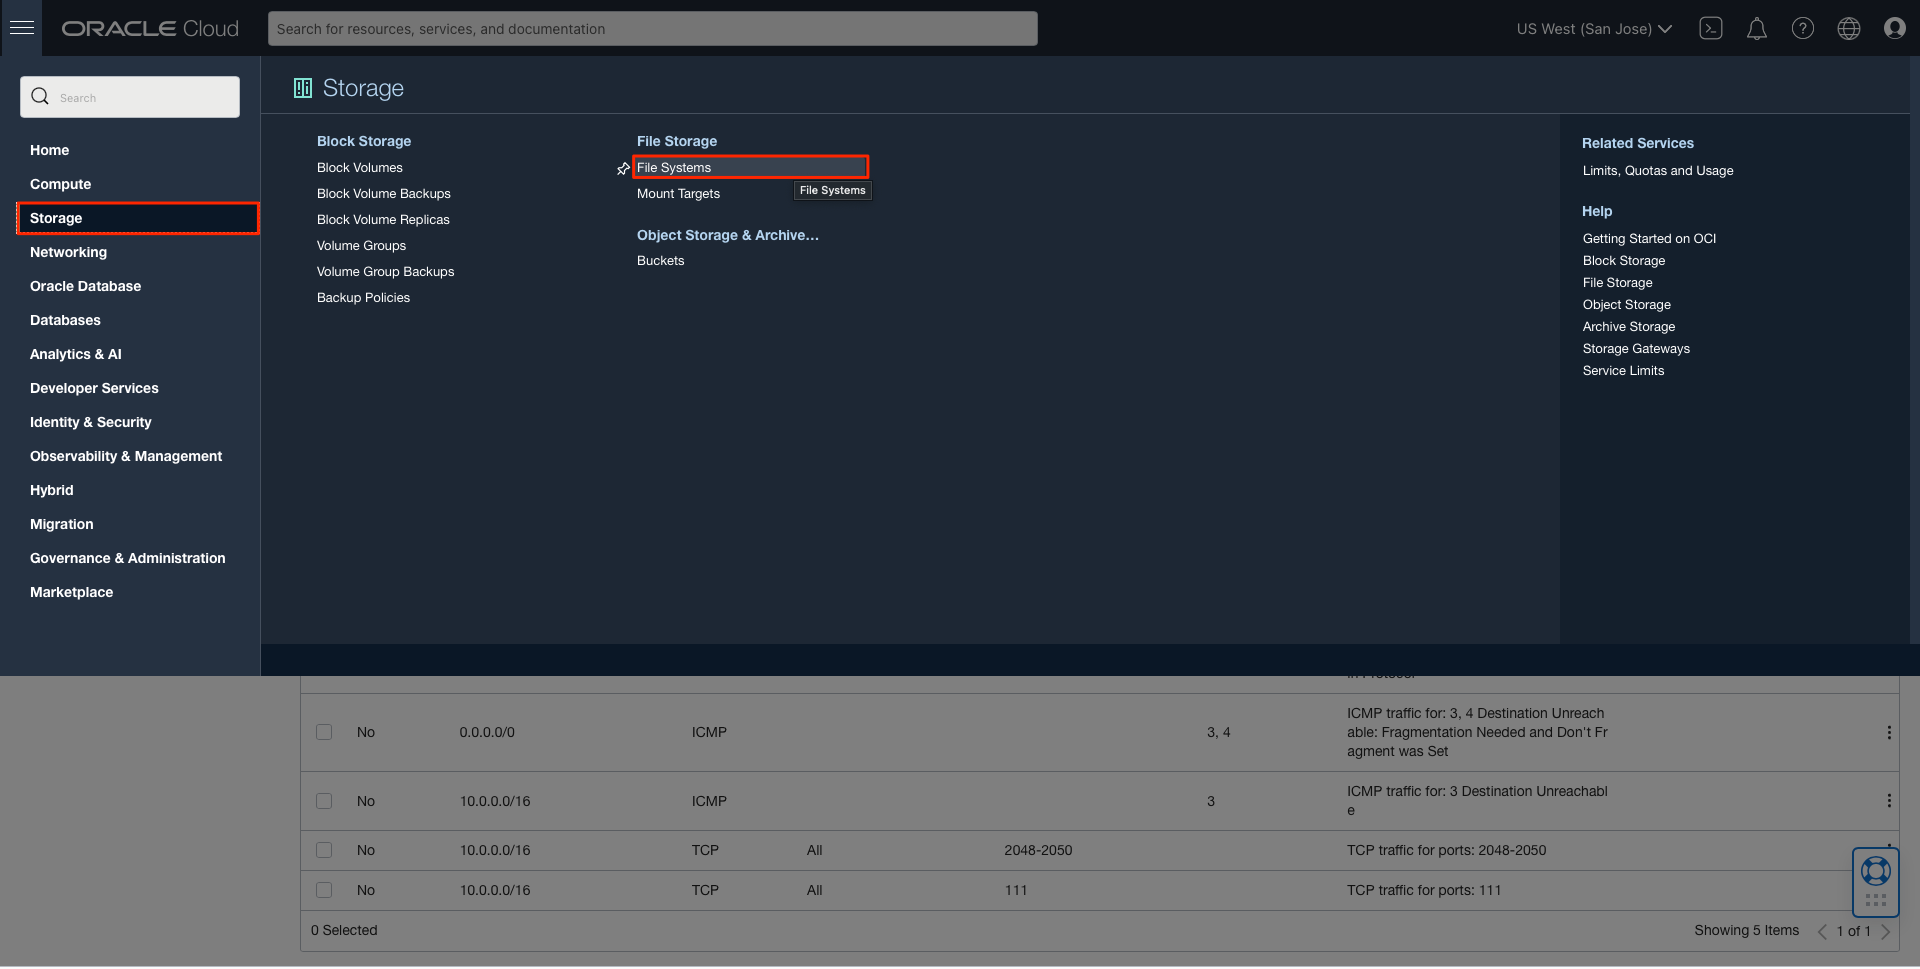 ORACLE Cloud
Search for resources, services, and documentation
US West (San Jose)
Search
Home
Compute
Storage
Networking
Oracle Database
Databases
Analytics & AI
Developer Services
Identity & Security
Observability & Management
Hybrid
Migration
Governance & Administration
Marketplace
Storage
Block Storage
Block Volumes
Block Volume Backups
Block Volume Replicas
Volume Groups
Volume Group Backups
Backup Policies
File Storage
File Systems
File Systems
Mount Targets
Object Storage & Archive...
Buckets
Related Services
Limits, Quotas and Usage
Help
Getting Started on OCI
Block Storage
File Storage
Object Storage
Archive Storage
Storage Gateways
Service Limits
No 0.0.0.0/0 ICMP 3, 4 ICMP traffic for: 3, 4 Destination Unreach
able: Fragmentation Needed and Don't Fr
agment was Set
No 10.0.0.0/16 ICMP 3 ICMP traffic for: 3 Destination Unreachabl
e
No 10.0.0.0/16 TCP All 2048-2050 TCP traffic for ports: 2048-2050
No 10.0.0.0/16 TCP All 111 TCP traffic for ports: 111
0 Selected
Showing 5 Items 1 of 1